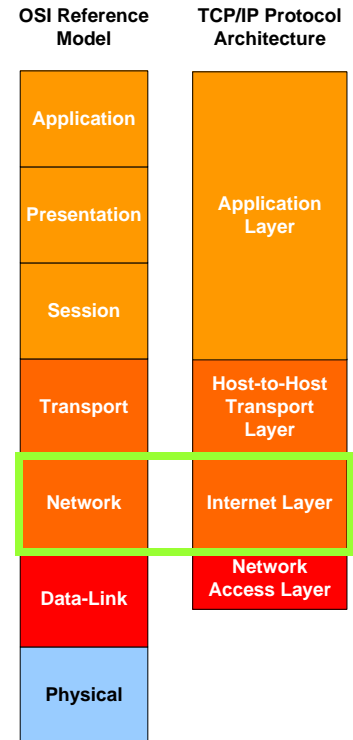 OSI Reference
Model
TCP/IP Protocol
Architecture
Application
Presentation
Session
Transport
Network
Data-Link
Physical
Application
Layer
Host-to-Host
Transport
Layer
Internet Layer
Network
Access Layer